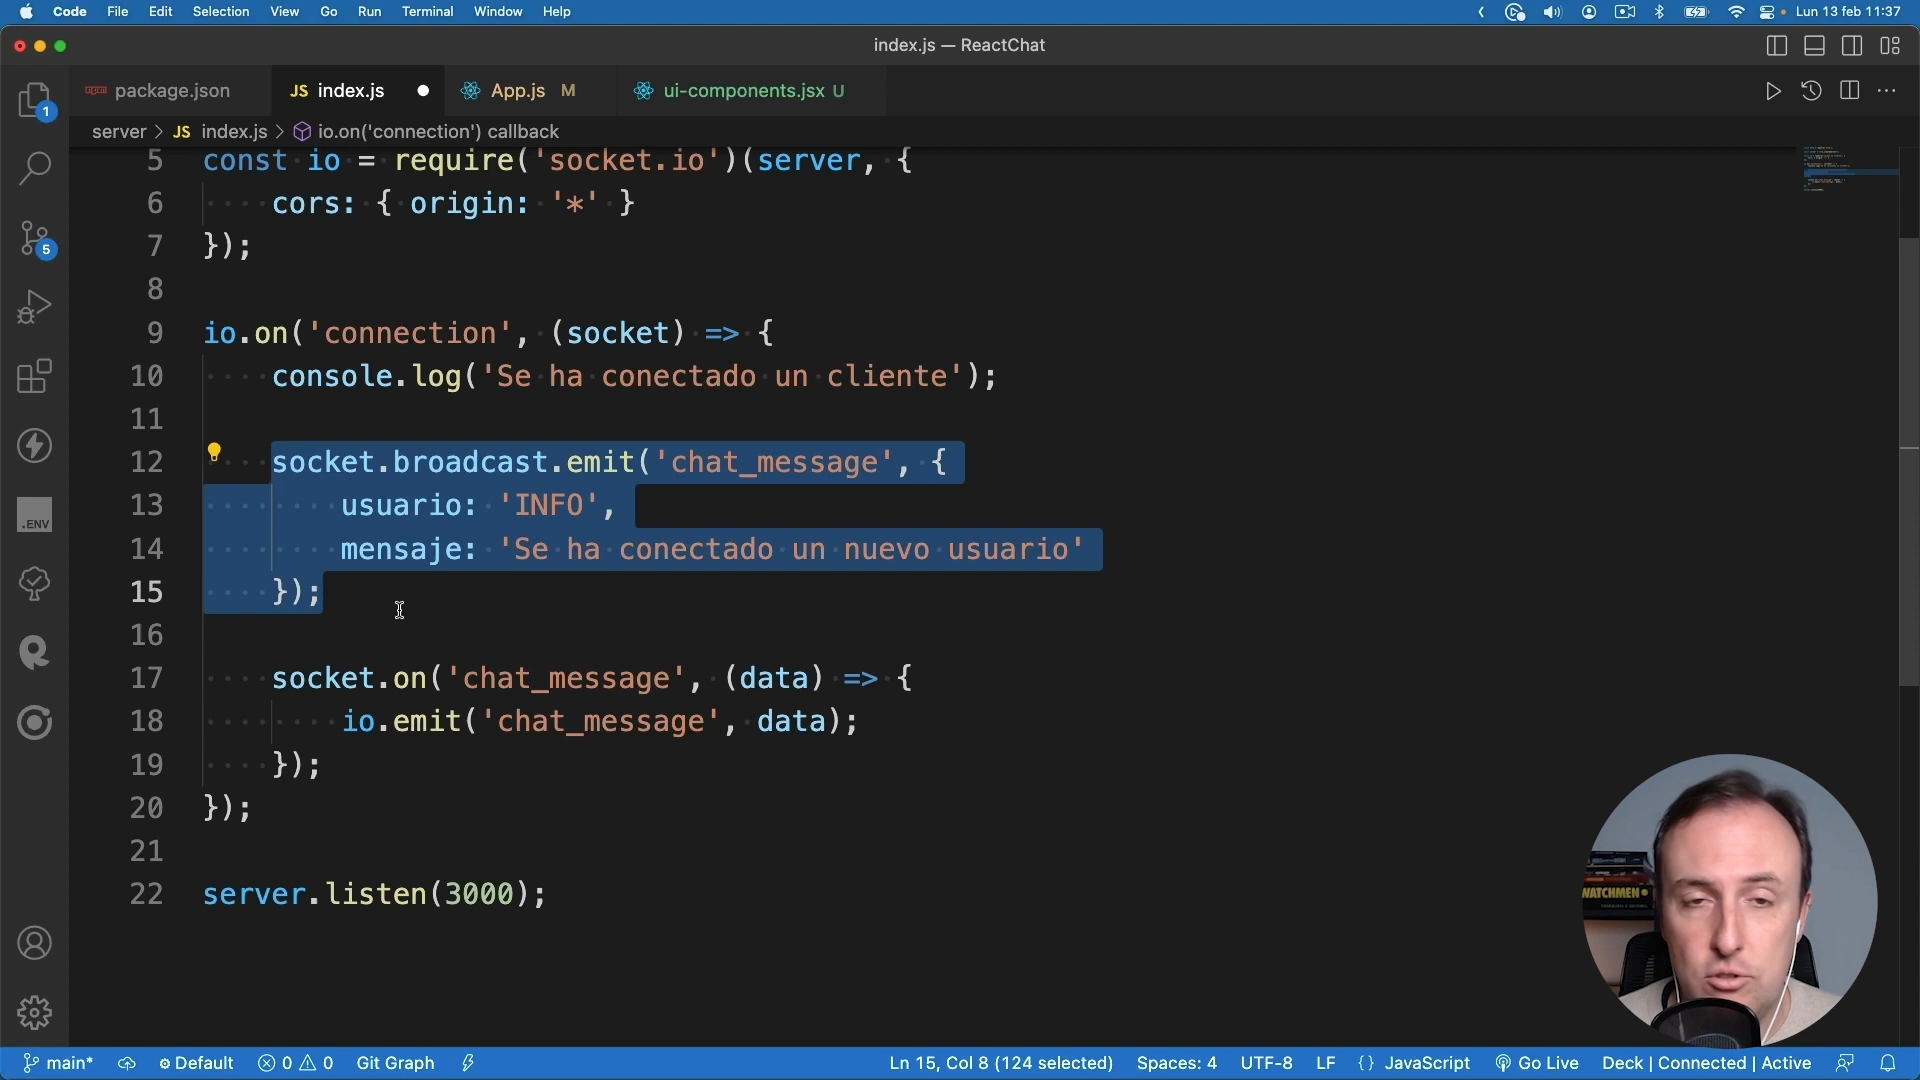 Code File Edit Selection View Go Run Terminal Window Help Lun 13 feb 11:37
index.js — ReactChat
package.json JS index.js App.js M ui-components.jsx U
server > JS index.js > io.on('connection') callback
5 const io = require('socket.io')(server, {
6 cors: { origin: '*' }
7 });
8
9 io.on('connection', (socket) => {
10 console.log('Se ha conectado un cliente');
11
12 socket.broadcast.emit('chat_message', {
13 usuario: 'INFO',
14 mensaje: 'Se ha conectado un nuevo usuario'
15 });
16
17 socket.on('chat_message', (data) => {
18 io.emit('chat_message', data);
19 });
20 });
21
22 server.listen(3000);
1
5
.ENV
WATCHMEN
main* Default 0 0 Git Graph Ln 15, Col 8 (124 selected) Spaces: 4 UTF-8 LF {} JavaScript Go Live Deck | Connected | Active